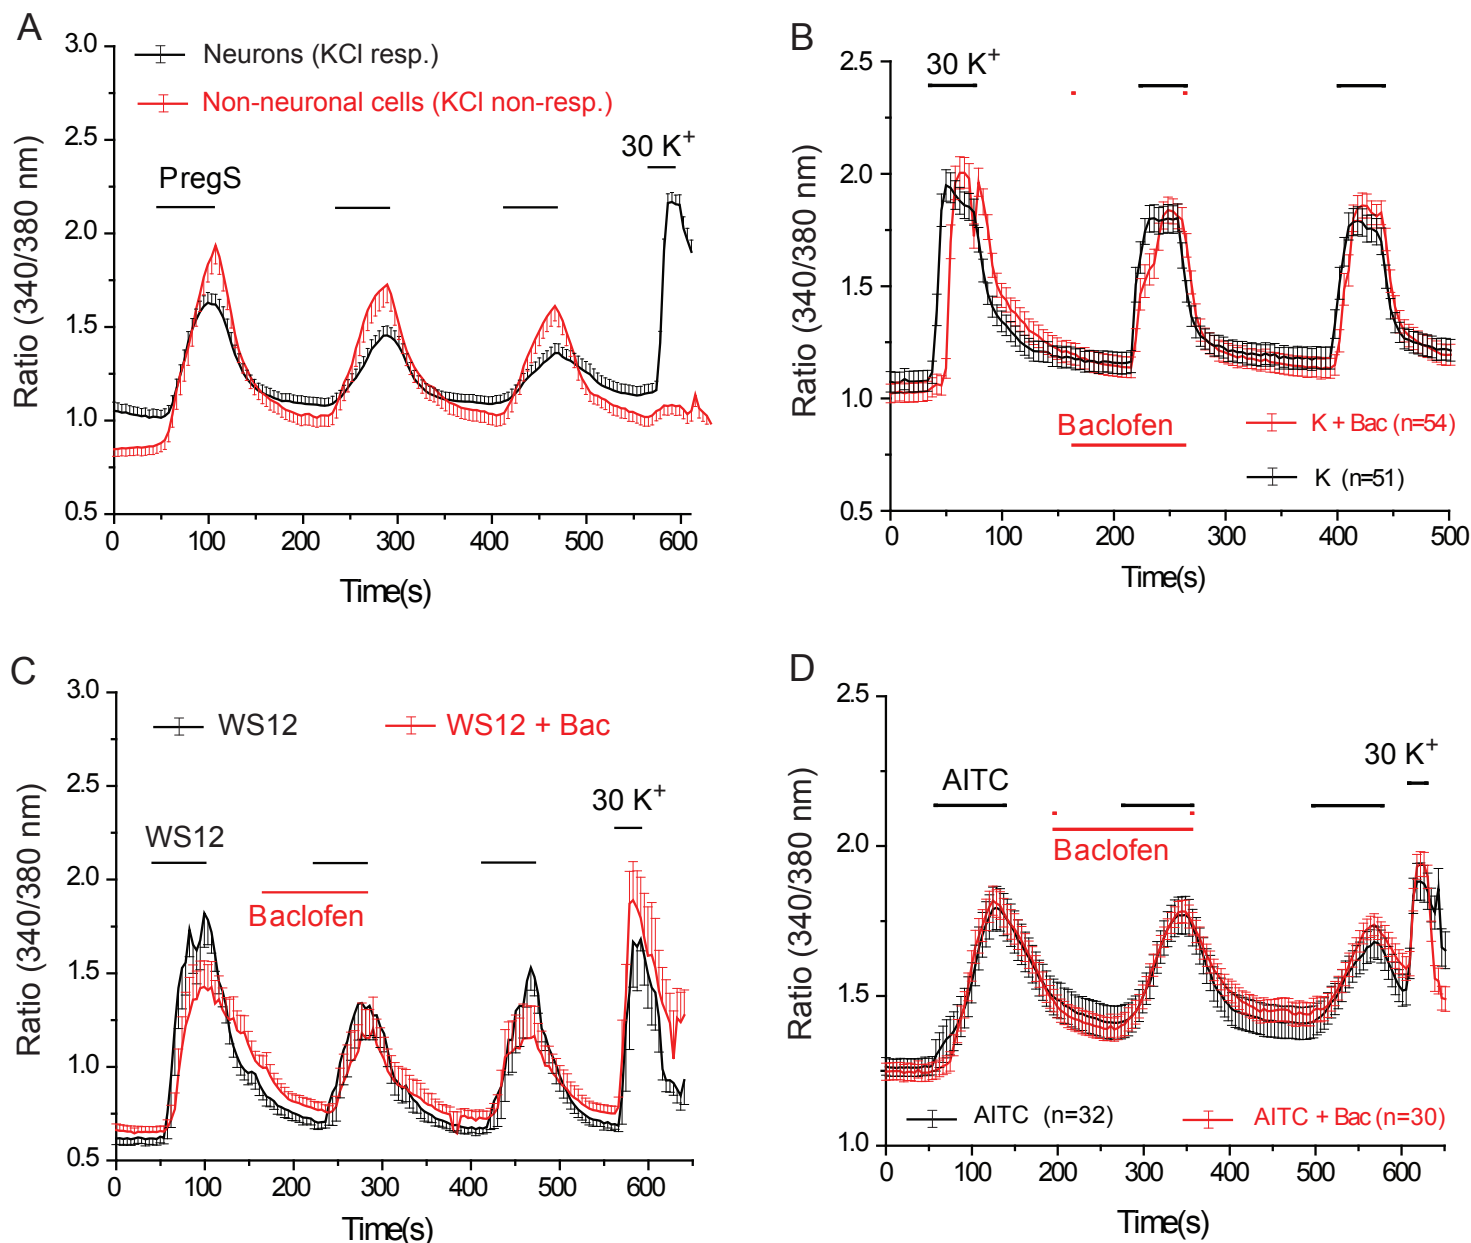 A
Neurons (KCl resp.)
Non-neuronal cells (KCl non-resp.)
PregS
30 K+
Ratio (340/380 nm)
3.0
2.5
2.0
1.5
1.0
0.5
0 100 200 300 400 500 600
Time(s)
B
30 K+
Ratio (340/380 nm)
2.5
2.0
1.5
1.0
0.5
Baclofen
K + Bac (n=54)
K (n=51)
0 100 200 300 400 500
Time(s)
C
WS12
WS12 + Bac
WS12
Baclofen
30 K+
Ratio (340/380 nm)
3.0
2.5
2.0
1.5
1.0
0.5
0 100 200 300 400 500 600
Time(s)
D
AITC
Baclofen
30 K+
Ratio (340/380 nm)
2.5
2.0
1.5
1.0
AITC (n=32)
AITC + Bac (n=30)
0 100 200 300 400 500 600
Time(s)